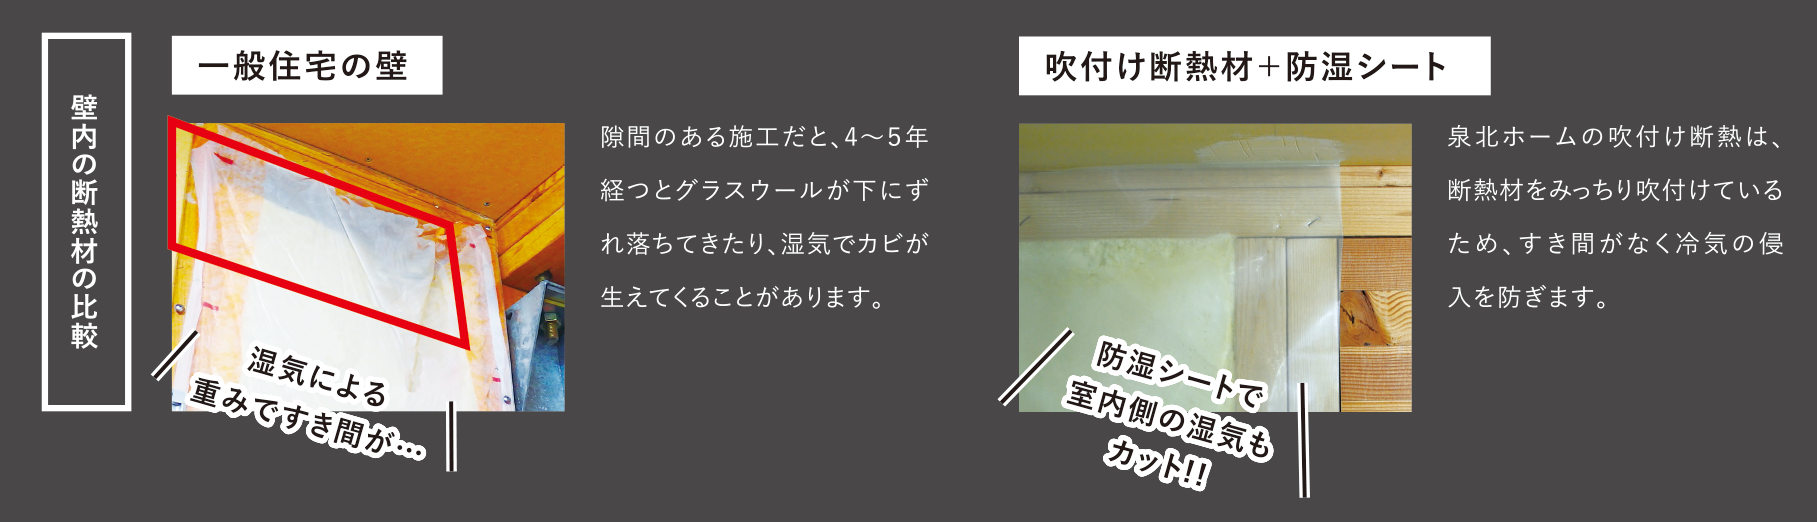 壁内の断熱材の比較
一般住宅の壁
隙間のある施工だと、4〜5年
経つとグラスウールが下にず
れ落ちてきたり、湿気でカビが
生えてくることがあります。
湿気による
重みですき間が…
吹付け断熱材＋防湿シート
泉北ホームの吹付け断熱は、
断熱材をみっちり吹付けている
ため、すき間がなく冷気の侵
入を防ぎます。
防湿シートで
室内側の湿気も
カット!!